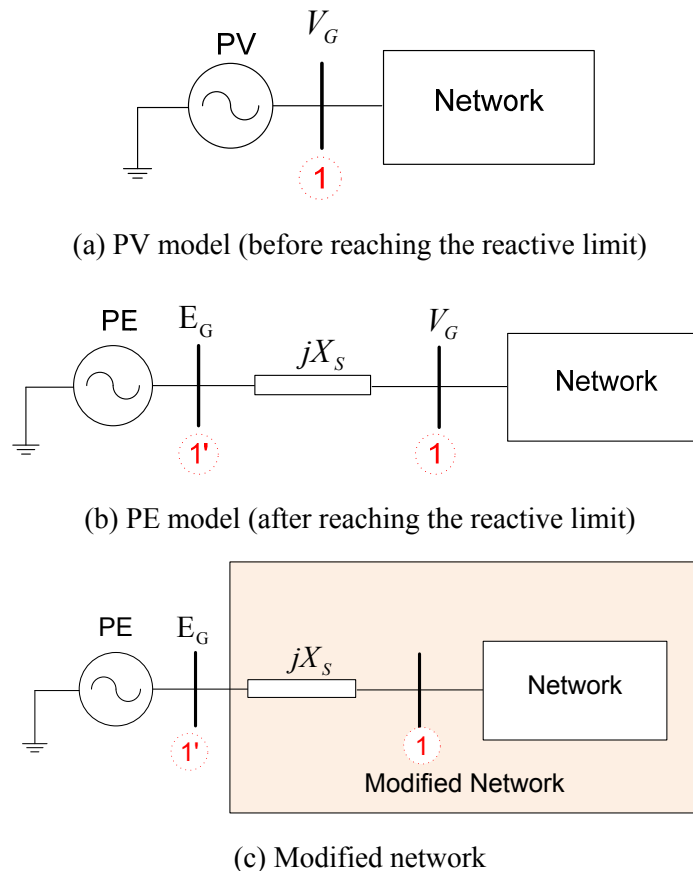 V_G
PV
Network
1
(a) PV model (before reaching the reactive limit)
PE
E_G
jX_S
V_G
Network
1'
1
(b) PE model (after reaching the reactive limit)
PE
E_G
jX_S
Network
1'
1
Modified Network
(c) Modified network